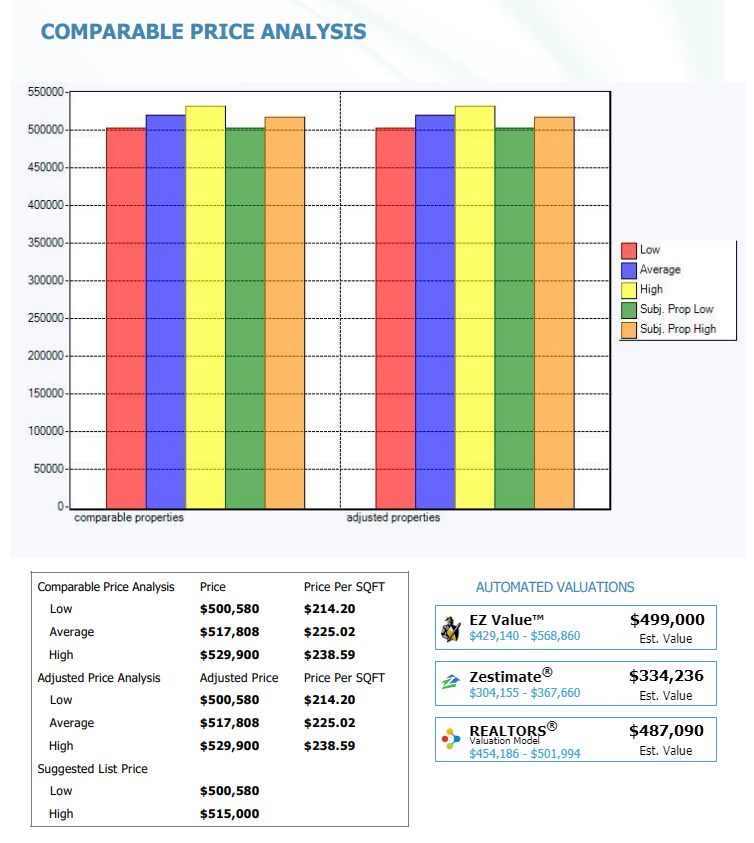 COMPARABLE PRICE ANALYSIS
550000
500000
450000
400000
350000
300000
250000
200000
150000
100000
50000
0
comparable properties
adjusted properties
Low
Average
High
Subj. Prop Low
Subj. Prop High
Comparable Price Analysis Price Price Per SQFT
Low $500,580 $214.20
Average $517,808 $225.02
High $529,900 $238.59
Adjusted Price Analysis Adjusted Price Price Per SQFT
Low $500,580 $214.20
Average $517,808 $225.02
High $529,900 $238.59
Suggested List Price
Low $500,580
High $515,000
AUTOMATED VALUATIONS
EZ Value™ $499,000
$429,140 - $568,860 Est. Value
Zestimate® $334,236
$304,155 - $367,660 Est. Value
REALTORS® $487,090
Valuation Model
$454,186 - $501,994 Est. Value